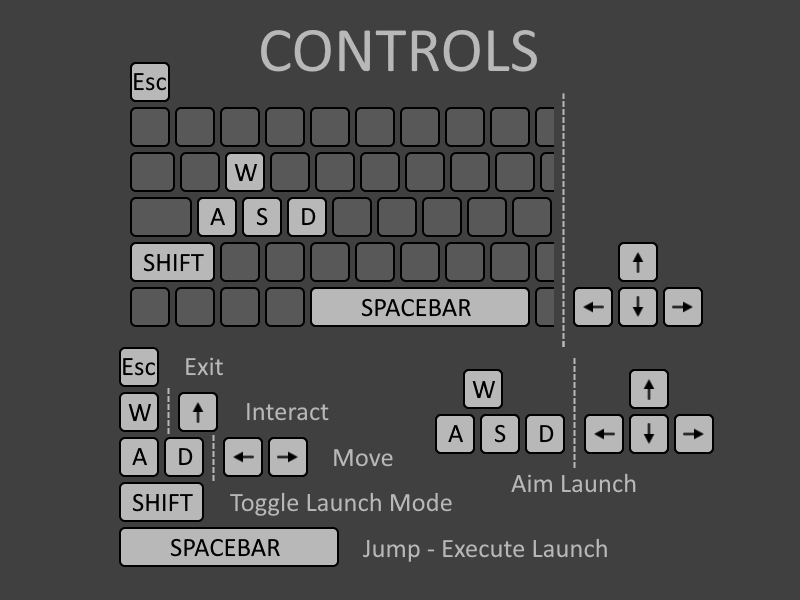 CONTROLS
Esc
W
A S D
SHIFT
↑
SPACEBAR
← ↓ →
Esc Exit
W ↑ Interact
A D ← → Move
SHIFT Toggle Launch Mode
SPACEBAR Jump - Execute Launch
W ↑
A S D ← ↓ →
Aim Launch